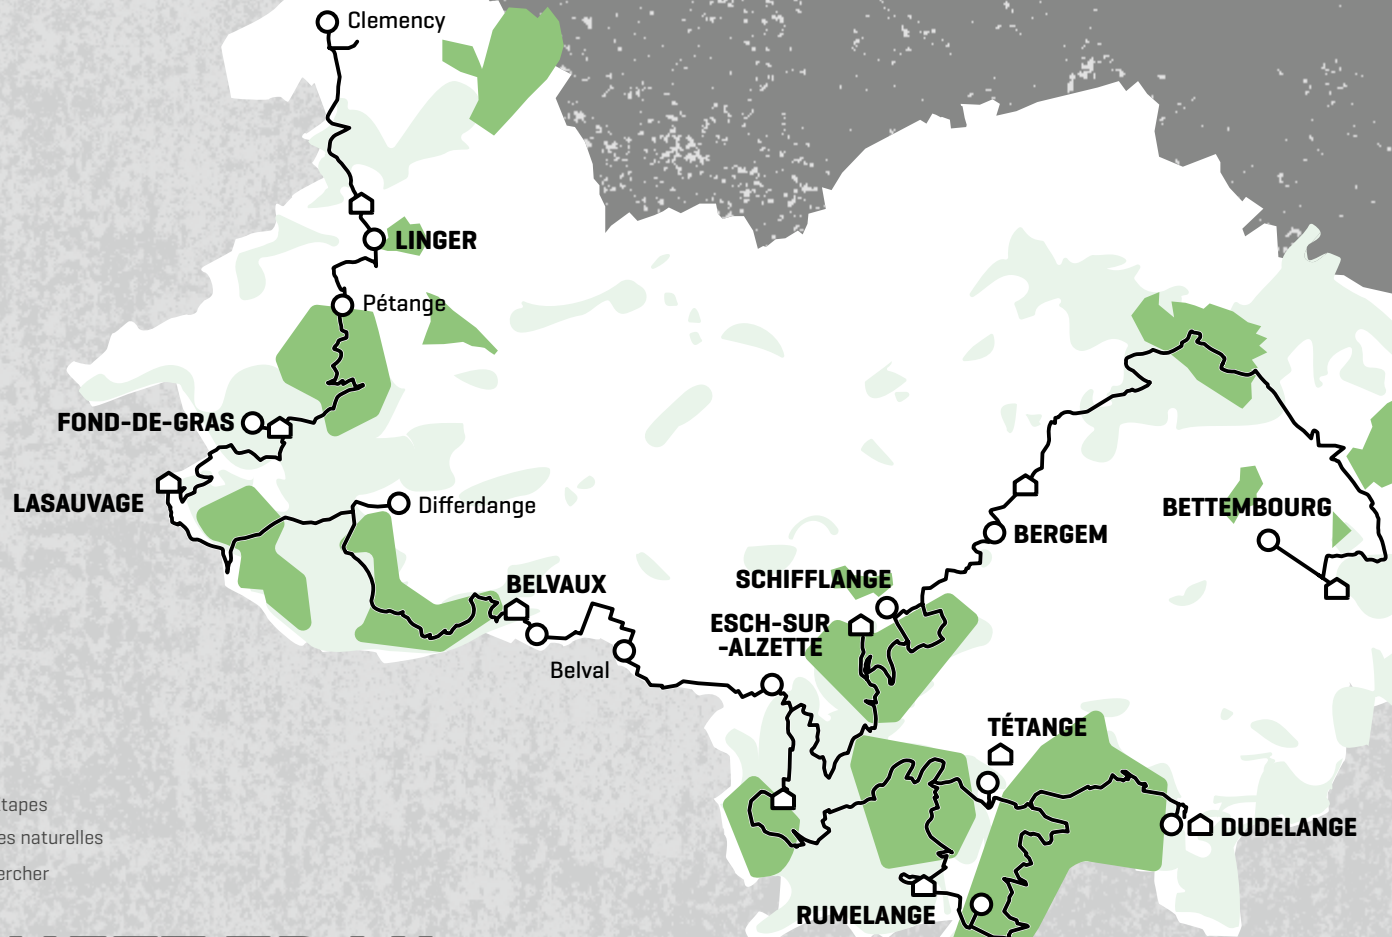 Clemency
LINGER
Pétange
FOND-DE-GRAS
LASAUVAGE
Differdange
BETTEMBOURG
BERGEM
SCHIFFLANGE
BELVAUX
ESCH-SUR
-ALZETTE
Belval
TÉTANGE
tapes
DUDELANGE
es naturelles
ercher
RUMELANGE